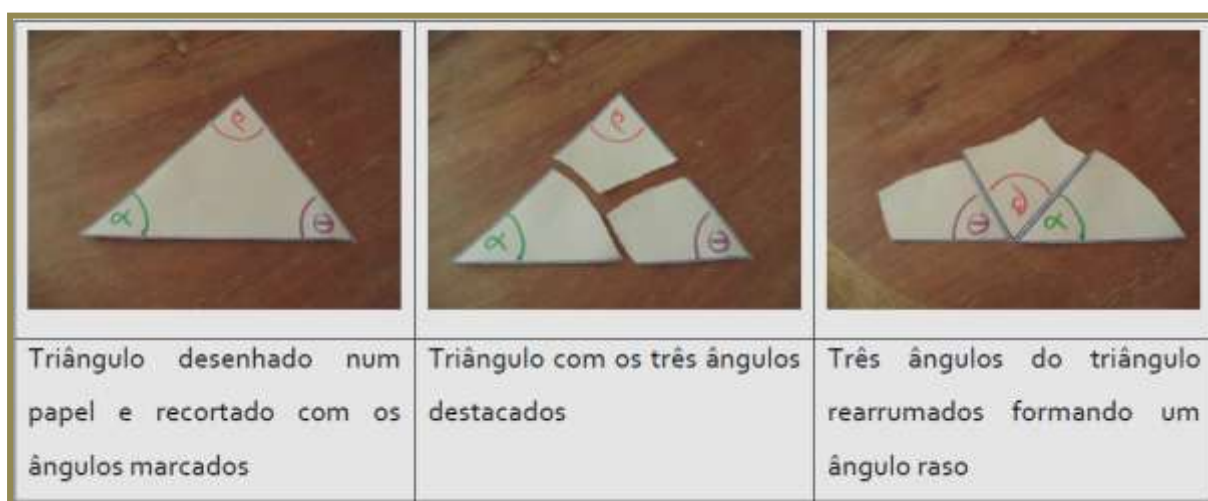 α
θ
α
θ
θ
α
Triângulo desenhado num
papel e recortado com os
ângulos marcados
Triângulo com os três ângulos
destacados
Três ângulos do triângulo
rearrumados formando um
ângulo raso